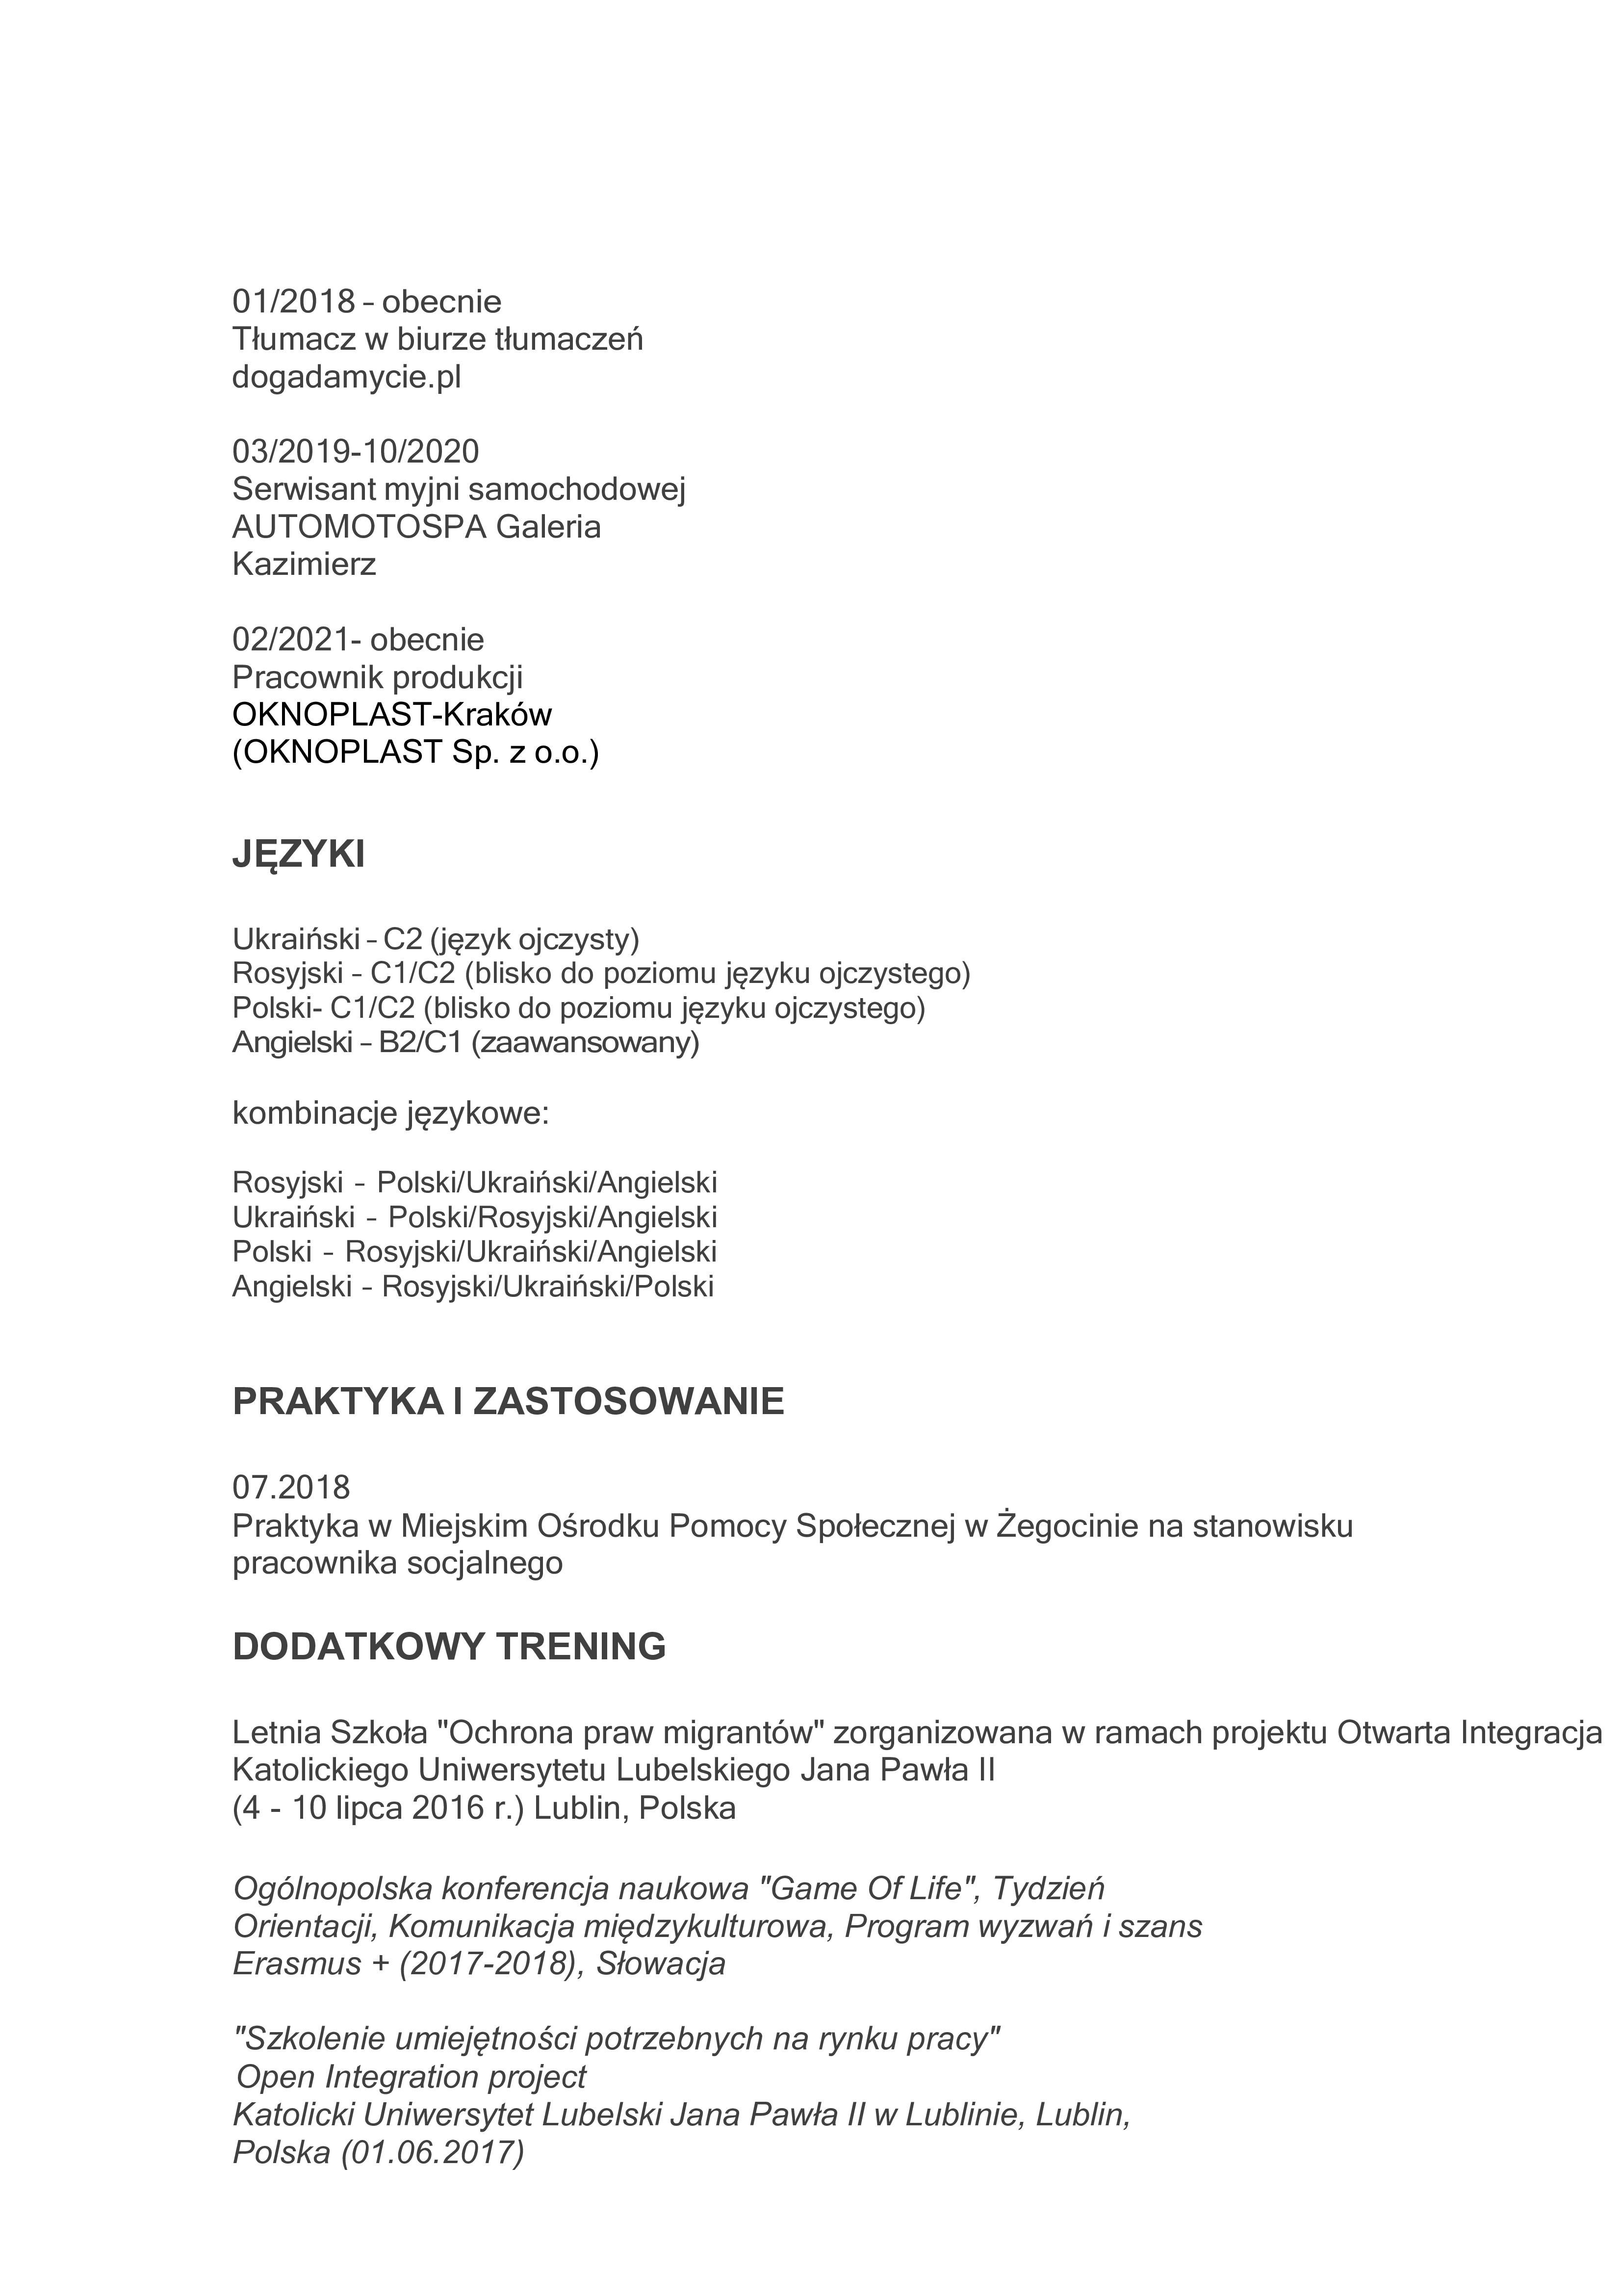 01/2018 – obecnie
Tłumacz w biurze tłumaczeń
dogadamycie.pl
03/2019-10/2020
Serwisant myjni samochodowej
AUTOMOTOSPA Galeria
Kazimierz
02/2021- obecnie
Pracownik produkcji
OKNOPLAST-Kraków
(OKNOPLAST Sp. z o.o.)
JĘZYKI
Ukraiński – C2 (język ojczysty)
Rosyjski – C1/C2 (blisko do poziomu języku ojczystego)
Polski- C1/C2 (blisko do poziomu języku ojczystego)
Angielski – B2/C1 (zaawansowany)
kombinacje językowe:
Rosyjski – Polski/Ukraiński/Angielski
Ukraiński – Polski/Rosyjski/Angielski
Polski – Rosyjski/Ukraiński/Angielski
Angielski – Rosyjski/Ukraiński/Polski
PRAKTYKA I ZASTOSOWANIE
07.2018
Praktyka w Miejskim Ośrodku Pomocy Społecznej w Żegocinie na stanowisku
pracownika socjalnego
DODATKOWY TRENING
Letnia Szkoła "Ochrona praw migrantów" zorganizowana w ramach projektu Otwarta Integracja
Katolickiego Uniwersytetu Lubelskiego Jana Pawła II
(4 - 10 lipca 2016 r.) Lublin, Polska
Ogólnopolska konferencja naukowa "Game Of Life", Tydzień
Orientacji, Komunikacja międzykulturowa, Program wyzwań i szans
Erasmus + (2017-2018), Słowacja
"Szkolenie umiejętności potrzebnych na rynku pracy"
Open Integration project
Katolicki Uniwersytet Lubelski Jana Pawła II w Lublinie, Lublin,
Polska (01.06.2017)